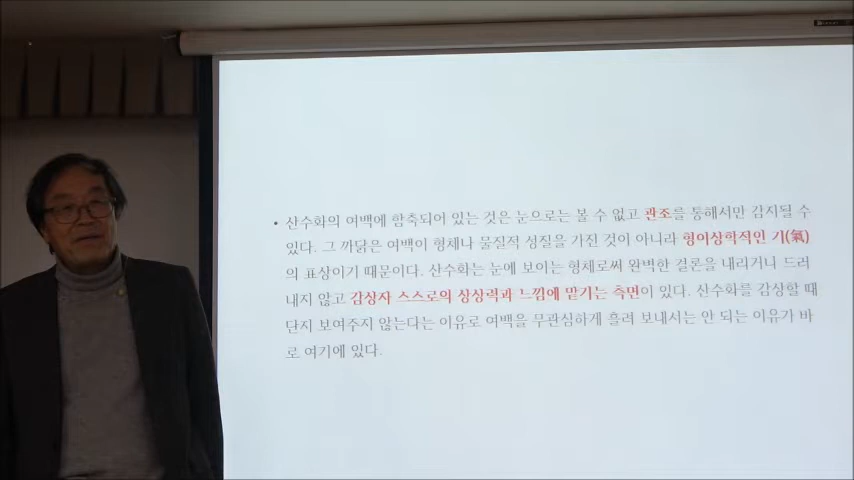 • 산수화의 여백에 함축되어 있는 것은 눈으로는 볼 수 없고 관조를 통해서만 감지될 수
있다. 그 까닭은 여백이 형체나 물질적 성질을 가진 것이 아니라 형이상학적인 기(氣)
의 표상이기 때문이다. 산수화는 눈에 보이는 형체로써 완벽한 결론을 내리거나 드러
내지 않고 감상자 스스로의 상상력과 느낌에 맡기는 측면이 있다. 산수화를 감상할 때
단지 보여주지 않는다는 이유로 여백을 무관심하게 흘려 보내서는 안 되는 이유가 바
로 여기에 있다.